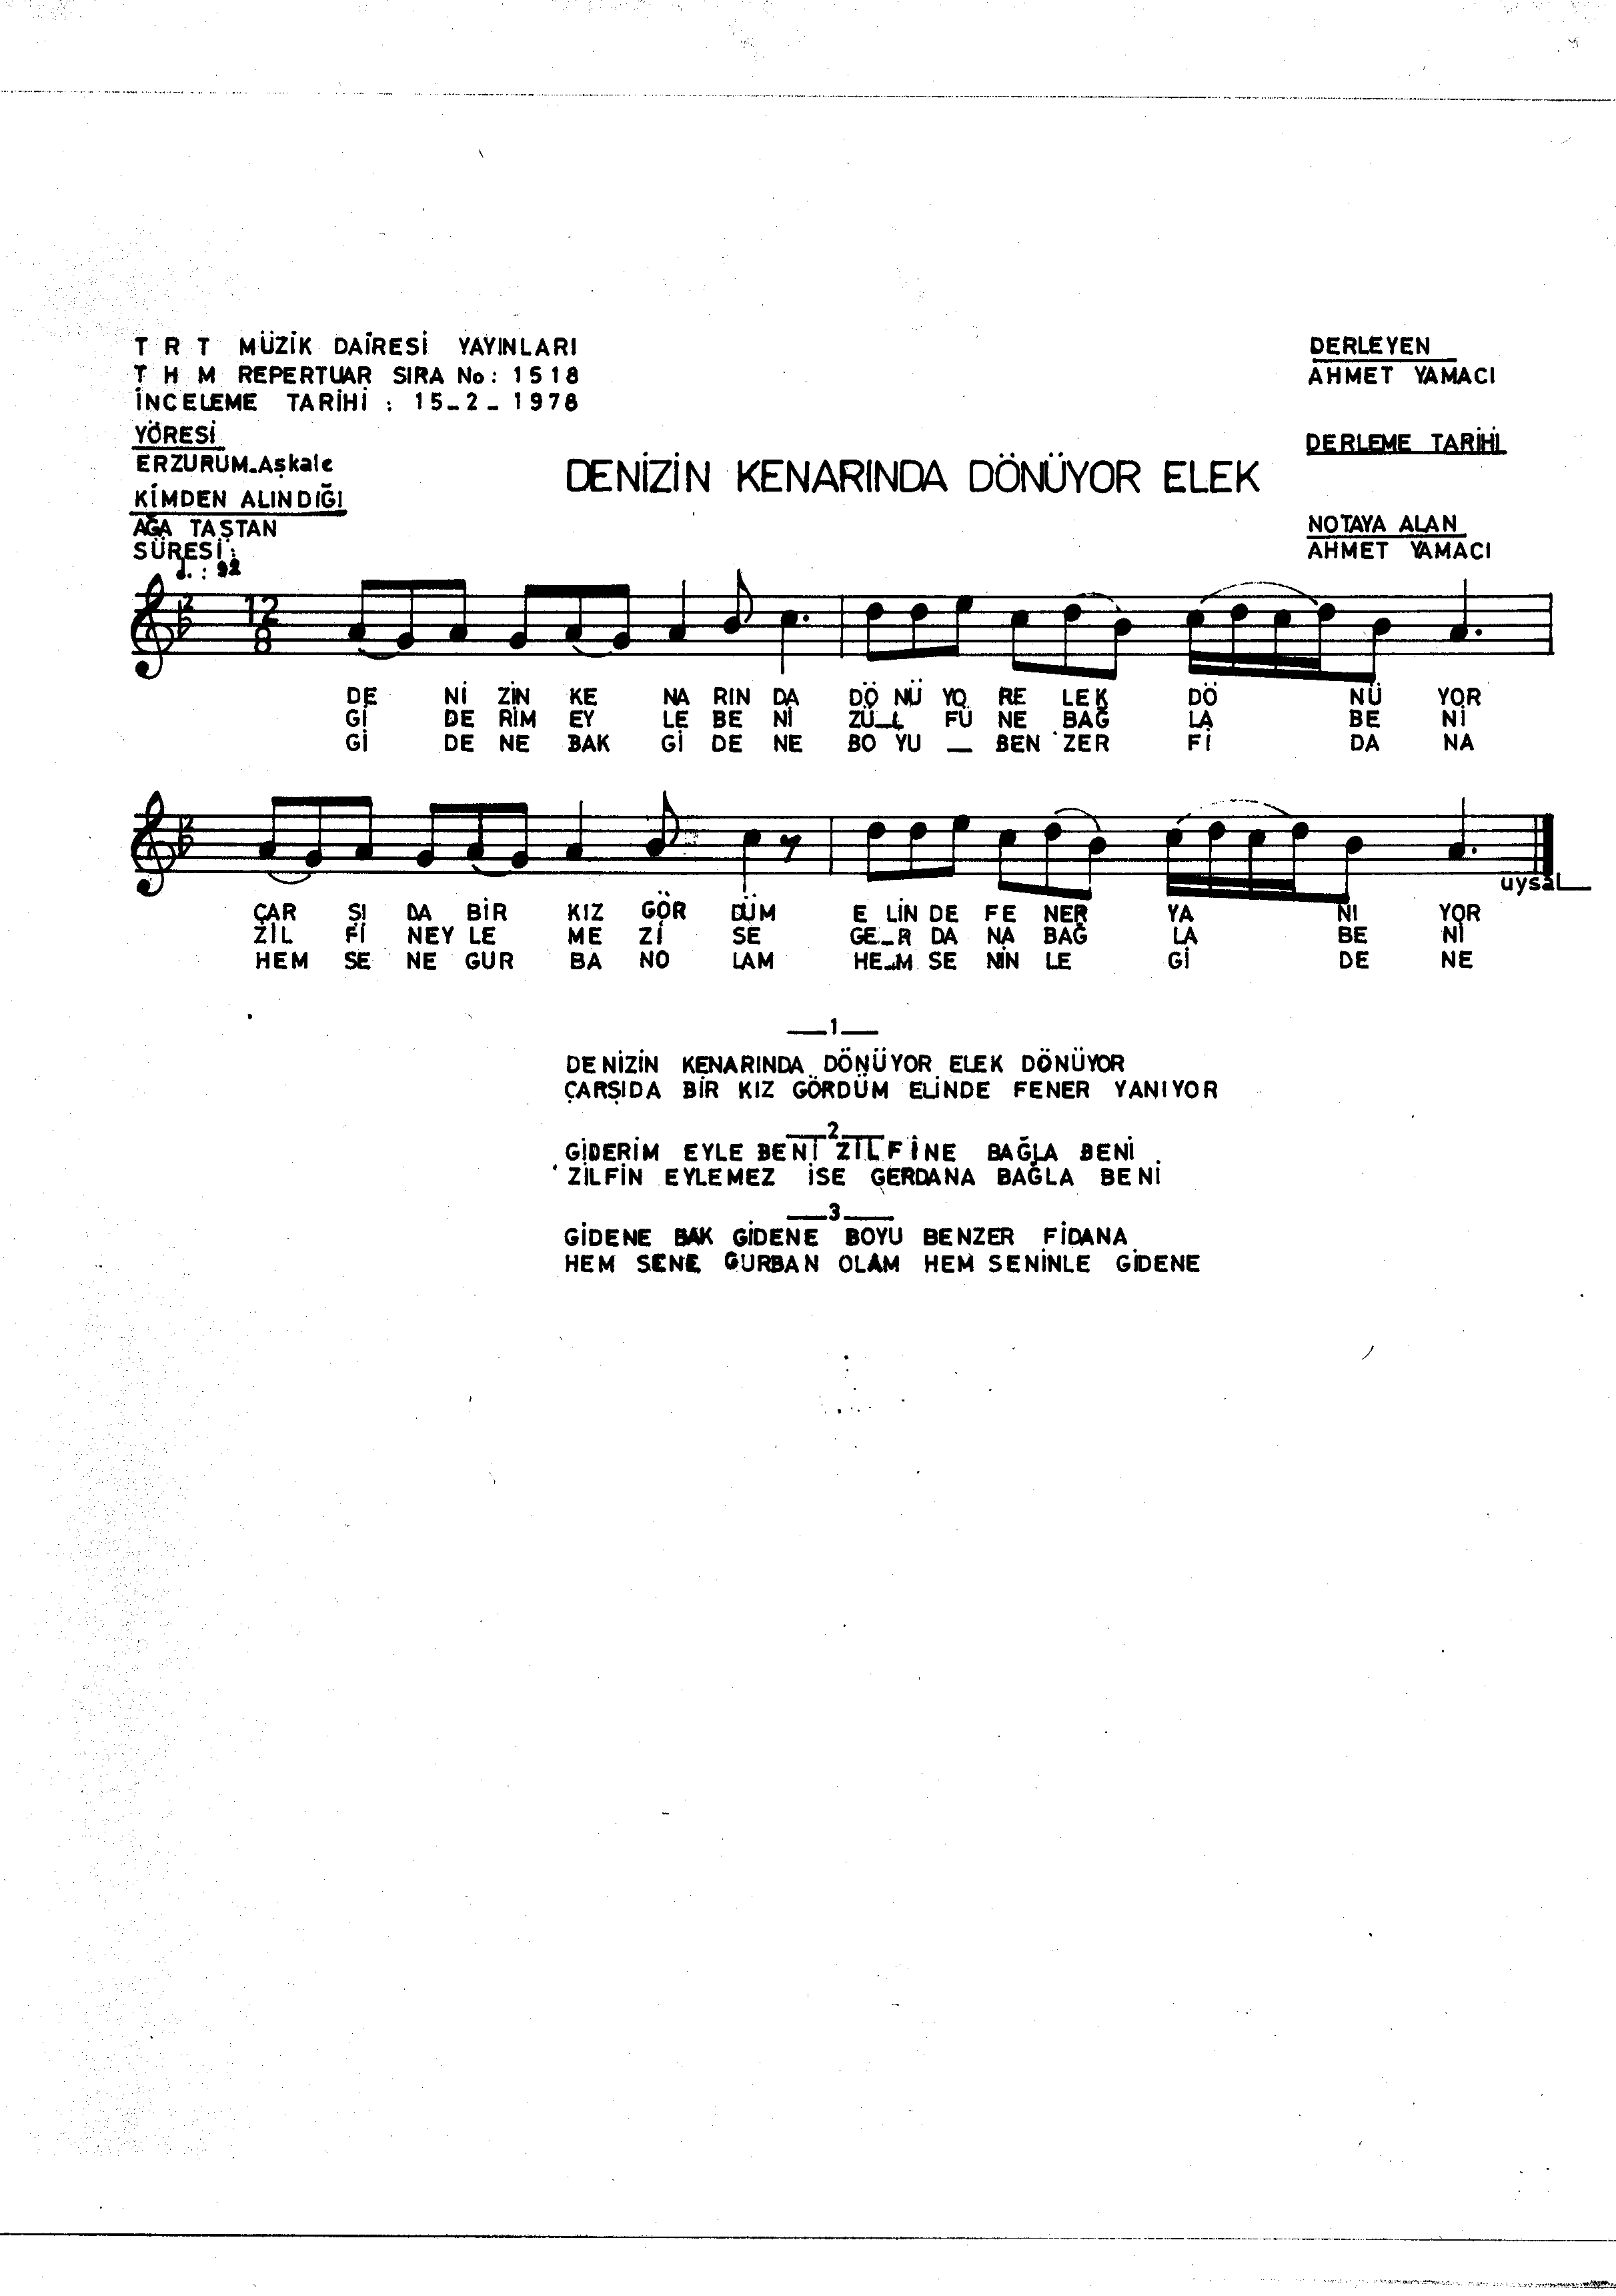 T R T MÜZİK DAİRESİ YAYINLARI
T H M REPERTUAR SIRA No: 1518
İNCELEME TARİHİ : 15-2-1978
YÖRESİ
ERZURUM-Aşkale
KİMDEN ALINDIĞI
AĞA TAŞTAN
SÜRESİ:
♩. : 92
DERLEYEN
AHMET YAMACI
DERLEME TARİHİ
NOTAYA ALAN
AHMET YAMACI
DENİZİN KENARINDA DÖNÜYOR ELEK
12
8
DE Nİ ZİN KE NA RIN DA DÖ NÜ YO RE LEK DÖ NÜ YOR
Gİ DE RİM EY LE BE Nİ ZÜ_L FÜ NE BAĞ LA BE Nİ
Gİ DE NE BAK Gİ DE NE BO YU _ BEN ZER Fİ DA NA
ÇAR ŞI DA BİR KIZ GÖR DÜM E LİN DE FE NER YA NI YOR
ZİL Fİ NEY LE ME Zİ SE GE_R DA NA BAĞ LA BE Nİ
HEM SE NE GUR BA NO LAM HE_M SE NİN LE Gİ DE NE
uysal
__1__
DENİZİN KENARINDA DÖNÜYOR ELEK DÖNÜYOR
ÇARŞIDA BİR KIZ GÖRDÜM ELİNDE FENER YANIYOR
__2__
GİDERİM EYLE BENİ ZİLFİNE BAĞLA BENİ
ZİLFİN EYLEMEZ İSE GERDANA BAĞLA BENİ
__3__
GİDENE BAK GİDENE BOYU BENZER FİDANA
HEM SENE GURBAN OLAM HEM SENİNLE GİDENE